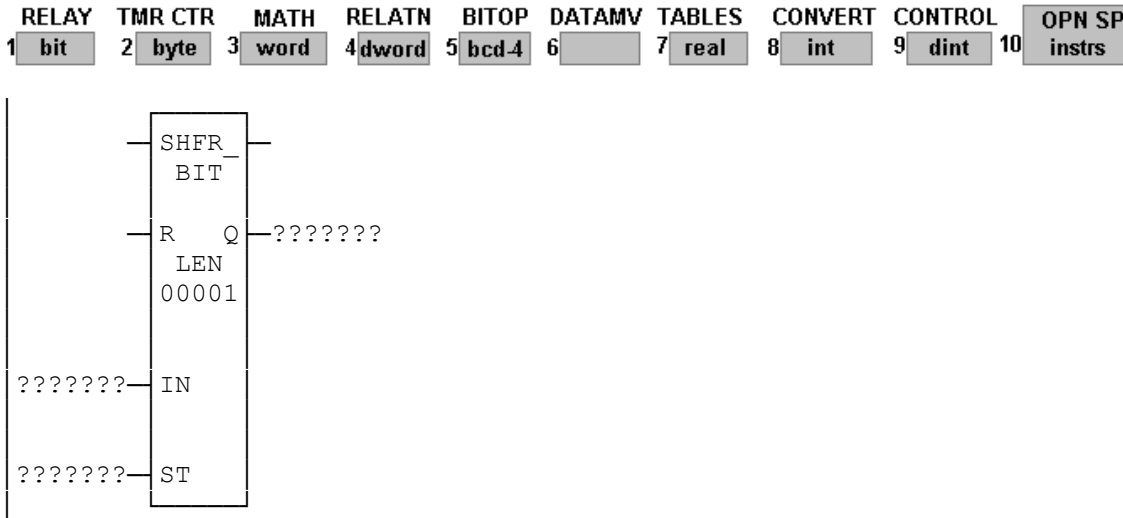 RELAY TMR CTR MATH RELATN BITOP DATAMV TABLES CONVERT CONTROL OPN SP
1 bit 2 byte 3 word 4 dword 5 bcd-4 6 7 real 8 int 9 dint 10 instrs
SHFR_
BIT
R Q ???????
LEN
00001
??????? IN
??????? ST